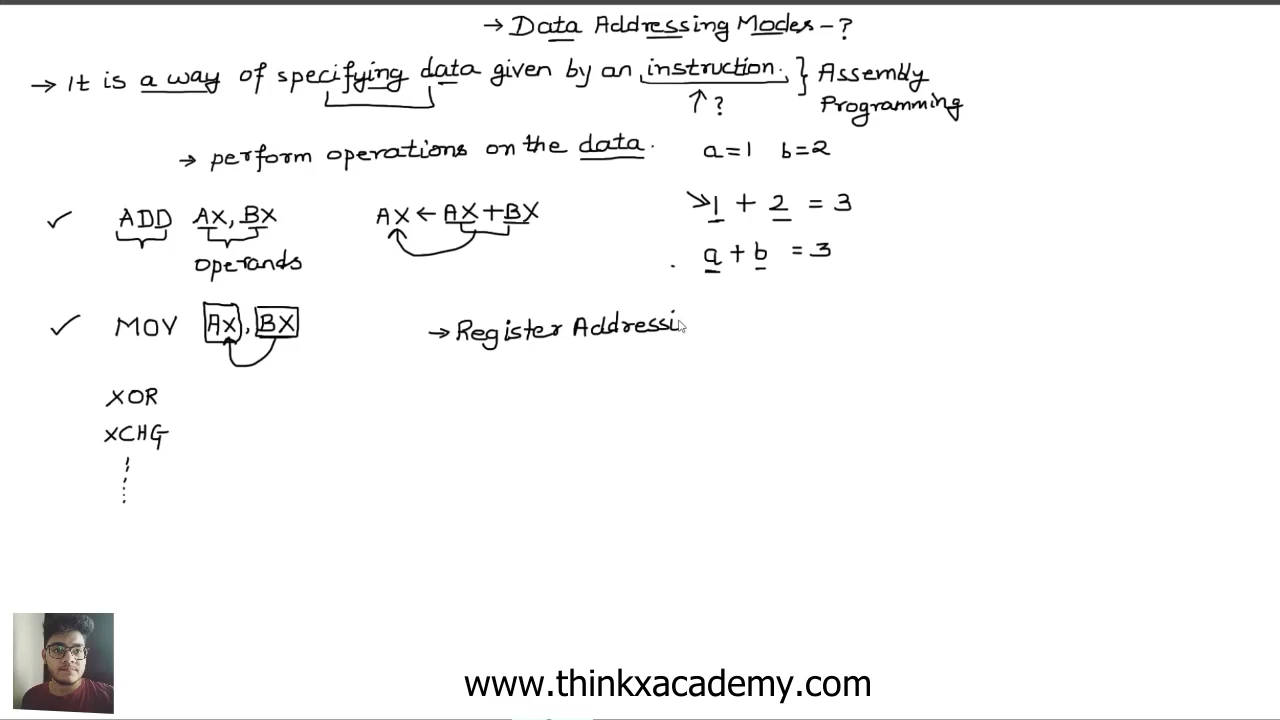 → Data Addressing Modes - ?
→ It is a way of specifying data given by an instruction. } Assembly Programming
↑ ?
→ perform operations on the data. a=1 b=2
✓ ADD AX, BX AX ← AX + BX 1 + 2 = 3
operands . a + b = 3
✓ MOV AX, BX → Register Addressi
XOR
XCHG
www.thinkxacademy.com